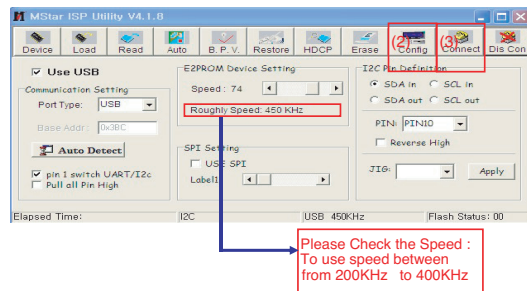 MStar ISP Utility V4.1.8
Device Load Read Auto B. P. V. Restore HDCP Erase Config Connect Dis Con
(2) (3)
Use USB
Communication Setting
Port Type: USB
Base Addr: 0x3BC
Auto Detect
pin 1 switch UART/I2c
Pull all Pin High
E2PROM Device Setting
Speed : 74
Roughly Speed: 450 KHz
SPI Setting
USE SPI
Label1
I2C Pin Definition
SDA in SCL in
SDA out SCL out
PIN: PIN10
Reverse High
JIG: Apply
Elapsed Time: I2C USB 450KHz Flash Status: 00
Please Check the Speed :
To use speed between
from 200KHz to 400KHz